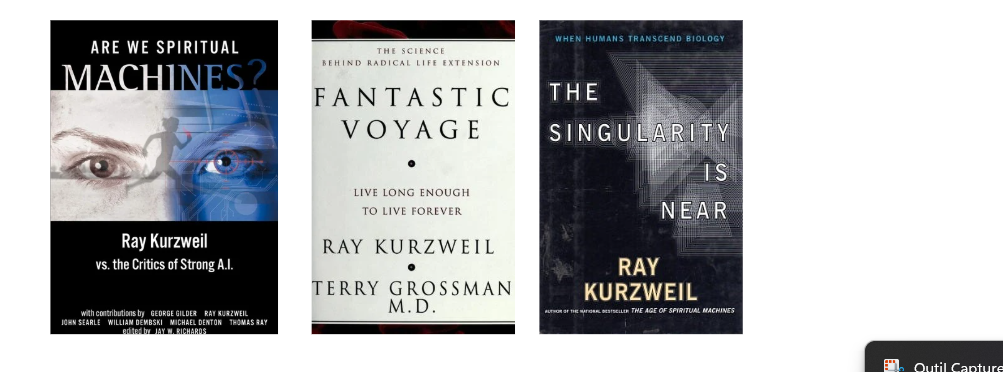 ARE WE SPIRITUAL
MACHINES?
Ray Kurzweil
vs. the Critics of Strong A.I.
with contributions by GEORGE GILDER RAY KURZWEIL
JOHN SEARLE WILLIAM DEMBSKI MICHAEL DENTON THOMAS RAY
edited by JAY W. RICHARDS
THE SCIENCE
BEHIND RADICAL LIFE EXTENSION
FANTASTIC
VOYAGE
LIVE LONG ENOUGH
TO LIVE FOREVER
RAY KURZWEIL
TERRY GROSSMAN
M.D.
WHEN HUMANS TRANSCEND BIOLOGY
THE
SINGULARITY
IS
NEAR
RAY
KURZWEIL
AUTHOR OF THE NATIONAL BESTSELLER THE AGE OF SPIRITUAL MACHINES
Outil Capture